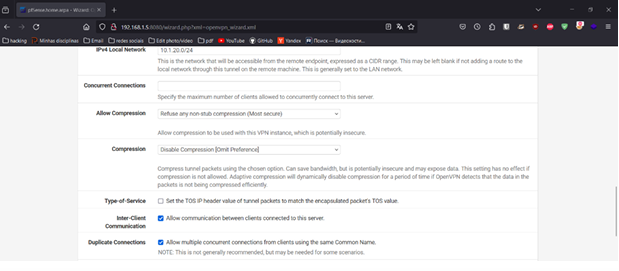 pfSense.home.arpa - Wizard
192.168.1.5:8080/wizard.php?xml=openvpn_wizard.xml
hacking Minhas disciplinas Emails redes sociais Edit photo/video pdf YouTube GitHub Yandex Поиск — Видеохости...
IPv4 Local Network
10.1.20.0/24
This is the network that will be accessible from the remote endpoint, expressed as a CIDR range. This may be left blank if not adding a route to the
local network through this tunnel on the remote machine. This is generally set to the LAN network.
Concurrent Connections
Specify the maximum number of clients allowed to concurrently connect to this server.
Allow Compression Refuse any non-stub compression (Most secure)
Allow compression to be used with this VPN instance, which is potentially insecure.
Compression Disable Compression [Omit Preference]
Compress tunnel packets using the chosen option. Can save bandwidth, but is potentially insecure and may expose data. This setting has no effect if
compression is not allowed. Adaptive compression will dynamically disable compression for a period of time if OpenVPN detects that the data in the
packets is not being compressed efficiently.
Type-of-Service Set the TOS IP header value of tunnel packets to match the encapsulated packet's TOS value.
Inter-Client Allow communication between clients connected to this server.
Communication
Duplicate Connections Allow multiple concurrent connections from clients using the same Common Name.
NOTE: This is not generally recommended, but may be needed for some scenarios.